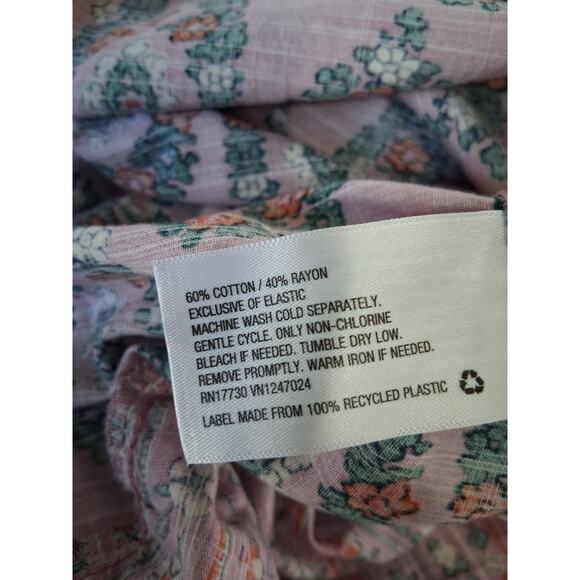 60% COTTON / 40% RAYON
EXCLUSIVE OF ELASTIC
MACHINE WASH COLD SEPARATELY.
GENTLE CYCLE. ONLY NON-CHLORINE
BLEACH IF NEEDED. TUMBLE DRY LOW.
REMOVE PROMPTLY. WARM IRON IF NEEDED.
RN17730 VN1247024
LABEL MADE FROM 100% RECYCLED PLASTIC